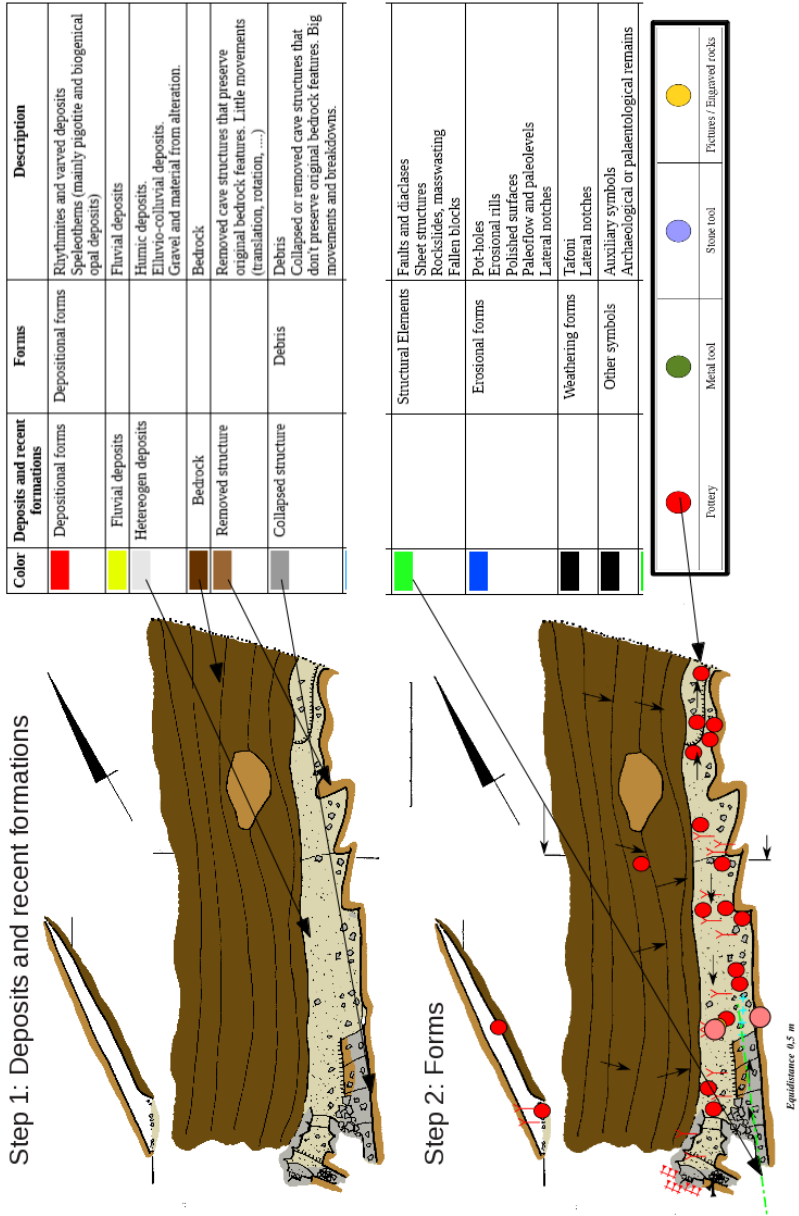 Step 1: Deposits and recent formations
Color
Deposits and recent
formations
Forms
Description
Depositional forms
Depositional forms
Rhythmites and varved deposits
Speleothems (mainly pigotite and biogenical
opal deposits)
Fluvial deposits
Fluvial deposits
Hetereogen deposits
Humic deposits.
Elluvio-colluvial deposits.
Gravel and material from alteration.
Bedrock
Bedrock
Removed structure
Removed cave structures that preserve
original bedrock features. Little movements
(translation, rotation, ....)
Collapsed structure
Debris
Debris
Collapsed or removed cave structures that
don't preserve original bedrock features. Big
movements and breakdowns.
Step 2: Forms
Structural Elements
Faults and diaclases
Sheet structures
Rockslides, masswasting
Fallen blocks
Erosional forms
Pot-holes
Erosional rills
Polished surfaces
Paleoflow and paleolevels
Lateral notches
Weathering forms
Tafoni
Lateral notches
Other symbols
Auxiliary symbols
Archaeological or palaentological remains
Pottery
Metal tool
Stone tool
Pictures / Engraved rocks
Equidistance 0,5 m